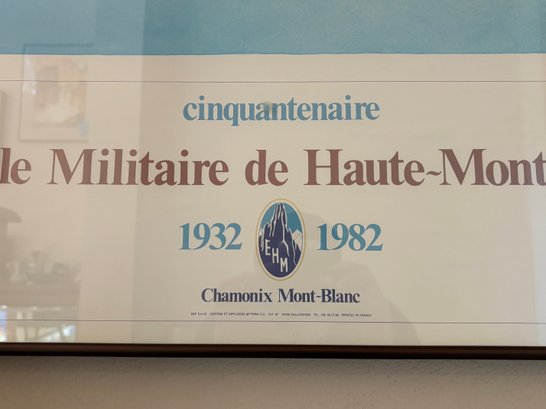 cinquantenaire
le Militaire de Haute-Mont
1932 1982
EHM
Chamonix Mont-Blanc